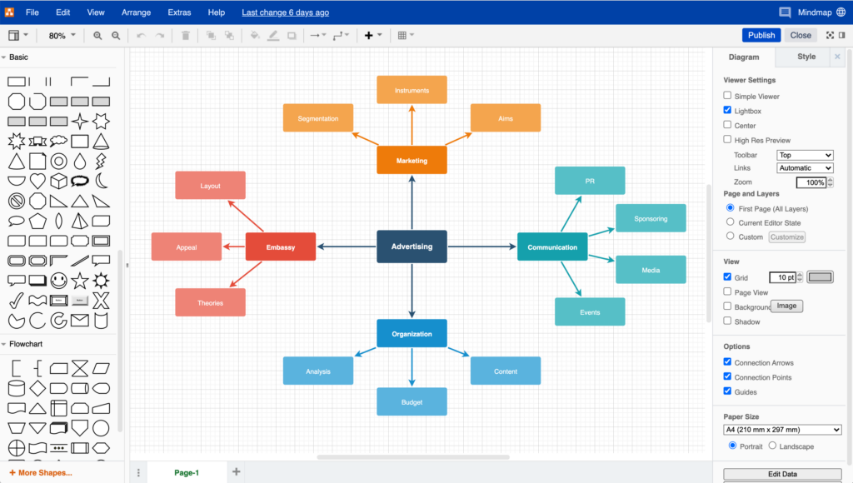 File Edit View Arrange Extras Help Last change 6 days ago Mindmap
80% Publish Close
Basic
Diagram Style
Viewer Settings
Simple Viewer
Lightbox
Center
High Res Preview
Toolbar Top
Links Automatic
Zoom 100%
Page and Layers
First Page (All Layers)
Current Editor State
Custom Customize
View
Grid 10 pt
Page View
Background Image
Shadow
Options
Connection Arrows
Connection Points
Guides
Paper Size
A4 (210 mm x 297 mm)
Portrait Landscape
Edit Data
Instruments
Segmentation Aims
Marketing
Layout PR
Sponsoring
Appeal Embassy Advertising Communication
Media
Theories Events
Organization
Analysis Content
Budget
Flowchart
+ More Shapes...
Page-1